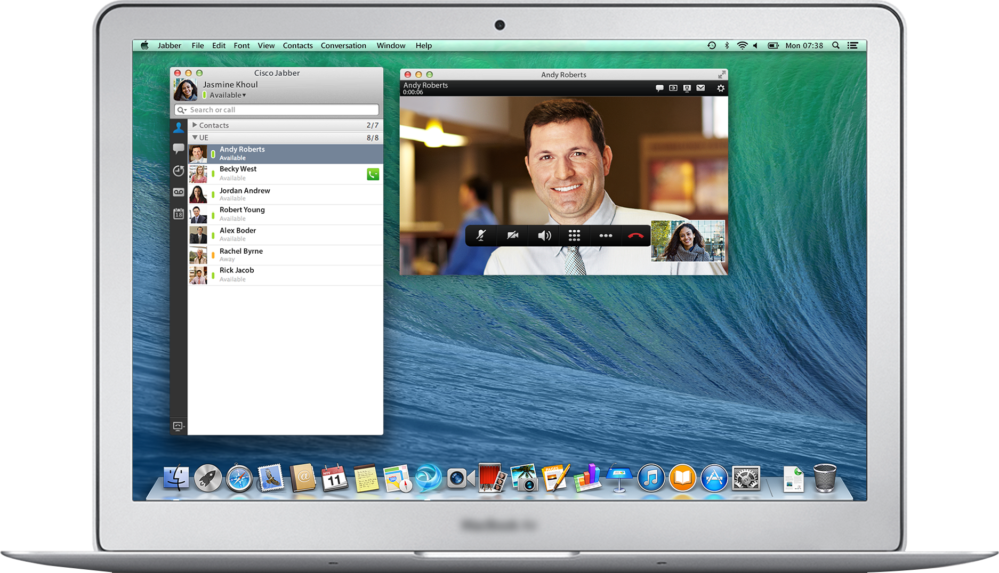 Jabber File Edit Font View Contacts Conversation Window Help Mon 07:38
Cisco Jabber
Jasmine Khoul
Available
Search or call
Contacts 2/7
UE 8/8
Andy Roberts
Available
Becky West
Available
Jordan Andrew
Available
Robert Young
Available
Alex Boder
Available
Rachel Byrne
Away
Rick Jacob
Available
18
Andy Roberts
Andy Roberts
0:00:06
NOV
11
280
PAGES